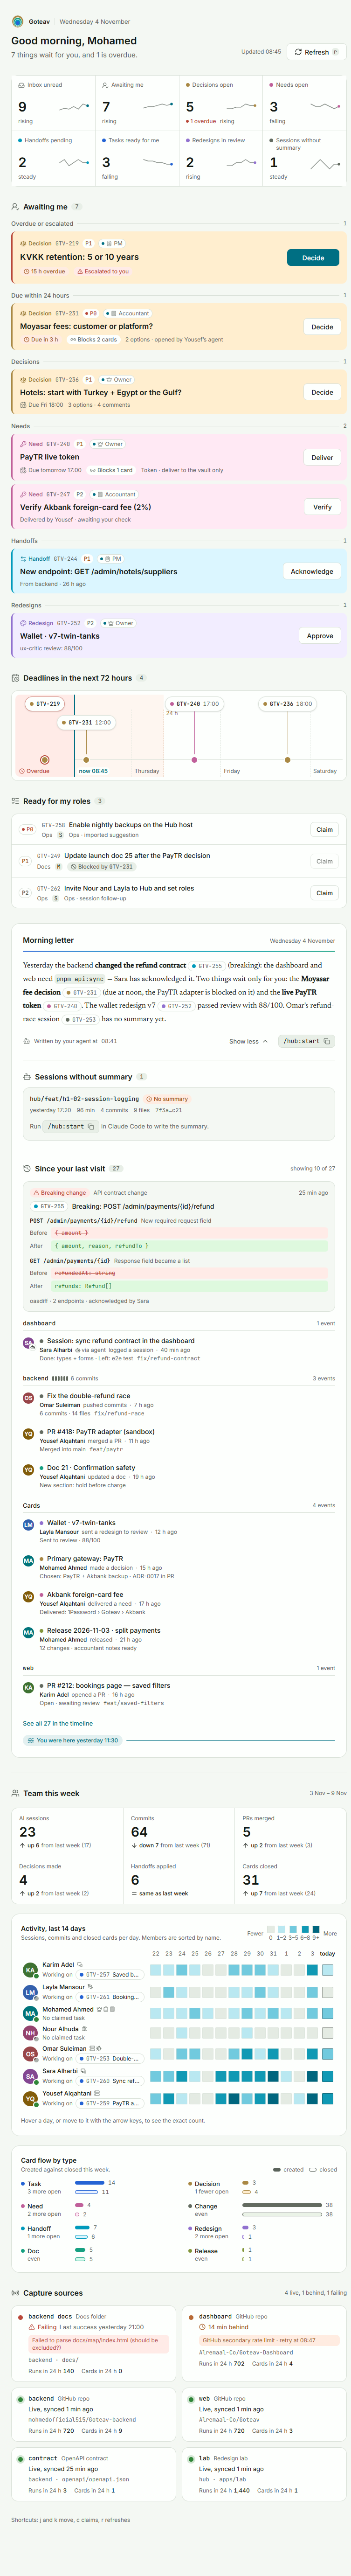 Goteav Wednesday 4 November
Good morning, Mohamed
7 things wait for you, and 1 is overdue.
Updated 08:45 Refresh r
Inbox unread
9
rising
Awaiting me
7
rising
Decisions open
5
1 overdue rising
Needs open
3
falling
Handoffs pending
2
steady
Tasks ready for me
3
falling
Redesigns in review
2
rising
Sessions without summary
1
steady
Awaiting me 7
Overdue or escalated 1
Decision GTV-219 P1 PM
KVKK retention: 5 or 10 years
15 h overdue Escalated to you
Decide
Due within 24 hours 1
Decision GTV-231 P0 Accountant
Moyasar fees: customer or platform?
Due in 3 h Blocks 2 cards 2 options · opened by Yousef's agent
Decide
Decisions 1
Decision GTV-236 P1 Owner
Hotels: start with Turkey + Egypt or the Gulf?
Due Fri 18:00 3 options · 4 comments
Decide
Needs 2
Need GTV-240 P1 Owner
PayTR live token
Due tomorrow 17:00 Blocks 1 card Token · deliver to the vault only
Deliver
Need GTV-247 P2 Accountant
Verify Akbank foreign-card fee (2%)
Delivered by Yousef · awaiting your check
Verify
Handoffs 1
Handoff GTV-244 P1 PM
New endpoint: GET /admin/hotels/suppliers
From backend · 26 h ago
Acknowledge
Redesigns 1
Redesign GTV-252 P2 Owner
Wallet · v7-twin-tanks
ux-critic review: 88/100
Approve
Deadlines in the next 72 hours 4
GTV-219
GTV-231 12:00
GTV-240 17:00
GTV-236 18:00
24 h
Overdue now 08:45 Thursday Friday Saturday
Ready for my roles 3
P0 GTV-258 Enable nightly backups on the Hub host
Ops S Ops · imported suggestion
Claim
P1 GTV-249 Update launch doc 25 after the PayTR decision
Docs M Blocked by GTV-231
Claim
P2 GTV-262 Invite Nour and Layla to Hub and set roles
Ops S Ops · session follow-up
Claim
Morning letter Wednesday 4 November
Yesterday the backend changed the refund contract GTV-255 (breaking): the dashboard and
web need pnpm api:sync — Sara has acknowledged it. Two things wait only for you: the Moyasar
fee decision GTV-231 (due at noon, the PayTR adapter is blocked on it) and the live PayTR
token GTV-240 . The wallet redesign v7 GTV-252 passed review with 88/100. Omar's refund-
race session GTV-253 has no summary yet.
Written by your agent at 08:41 Show less /hub:start
Sessions without summary 1
hub/feat/h1-02-session-logging No summary
yesterday 17:20 96 min 4 commits 9 files 7f3a…c21
Run /hub:start in Claude Code to write the summary.
Since your last visit 27 showing 10 of 27
Breaking change API contract change 25 min ago
GTV-255 Breaking: POST /admin/payments/{id}/refund
POST /admin/payments/{id}/refund New required request field
Before { amount }
After { amount, reason, refundTo }
GET /admin/payments/{id} Response field became a list
Before refundedAt: string
After refunds: Refund[]
oasdiff · 2 endpoints · acknowledged by Sara
dashboard 1 event
SA Session: sync refund contract in the dashboard
Sara Alharbi via agent logged a session · 40 min ago
Done: types + forms · Left: e2e test fix/refund-contract
backend 6 commits 3 events
OS Fix the double-refund race
Omar Suleiman pushed commits · 7 h ago
6 commits · 14 files fix/refund-race
YQ PR #418: PayTR adapter (sandbox)
Yousef Alqahtani merged a PR · 11 h ago
Merged into main feat/paytr
YQ Doc 21 · Confirmation safety
Yousef Alqahtani updated a doc · 19 h ago
New section: hold before charge
Cards 4 events
LM Wallet · v7-twin-tanks
Layla Mansour sent a redesign to review · 12 h ago
Sent to review · 88/100
MA Primary gateway: PayTR
Mohamed Ahmed made a decision · 15 h ago
Chosen: PayTR + Akbank backup · ADR-0017 in PR
YQ Akbank foreign-card fee
Yousef Alqahtani delivered a need · 17 h ago
Delivered: 1Password › Goteav › Akbank
MA Release 2026-11-03 · split payments
Mohamed Ahmed released · 21 h ago
12 changes · accountant notes ready
web 1 event
KA PR #212: bookings page — saved filters
Karim Adel opened a PR · 16 h ago
Open · awaiting review feat/saved-filters
See all 27 in the timeline
You were here yesterday 11:30
Team this week 3 Nov – 9 Nov
AI sessions
23
up 6 from last week (17)
Commits
64
down 7 from last week (71)
PRs merged
5
up 2 from last week (3)
Decisions made
4
up 2 from last week (2)
Handoffs applied
6
same as last week
Cards closed
31
up 7 from last week (24)
Activity, last 14 days
Sessions, commits and closed cards per day. Members are sorted by name.
Fewer 0 1–2 3–5 6–8 9+ More
22 23 24 25 26 27 28 29 30 31 1 2 3 today
KA Karim Adel
Working on GTV-257 Saved b…
LM Layla Mansour
Working on GTV-261 Booking…
MA Mohamed Ahmed
No claimed task
NH Nour Alhuda
No claimed task
OS Omar Suleiman
Working on GTV-253 Double-…
SA Sara Alharbi
Working on GTV-260 Sync ref…
YQ Yousef Alqahtani
Working on GTV-259 PayTR a…
Hover a day, or move to it with the arrow keys, to see the exact count.
Card flow by type
Created against closed this week.
created closed
Task 14
3 more open 11
Decision 3
1 fewer open 4
Need 4
2 more open 2
Change 38
even 38
Handoff 7
1 more open 6
Redesign 3
2 more open 1
Doc 5
even 5
Release 1
even 1
Capture sources 4 live, 1 behind, 1 failing
backend docs Docs folder
Failing Last success yesterday 21:00
Failed to parse docs/map/index.html (should be
excluded?)
backend · docs/
Runs in 24 h 140 Cards in 24 h 0
dashboard GitHub repo
14 min behind
GitHub secondary rate limit · retry at 08:47
Alremaal-Co/Goteav-Dashboard
Runs in 24 h 702 Cards in 24 h 4
backend GitHub repo
Live, synced 1 min ago
mohmedofficial515/Goteav-backend
Runs in 24 h 720 Cards in 24 h 9
web GitHub repo
Live, synced 1 min ago
Alremaal-Co/Goteav
Runs in 24 h 720 Cards in 24 h 3
contract OpenAPI contract
Live, synced 25 min ago
backend · openapi/openapi.json
Runs in 24 h 3 Cards in 24 h 1
lab Redesign lab
Live, synced 1 min ago
hub · apps/lab
Runs in 24 h 1,440 Cards in 24 h 1
Shortcuts: j and k move, c claims, r refreshes